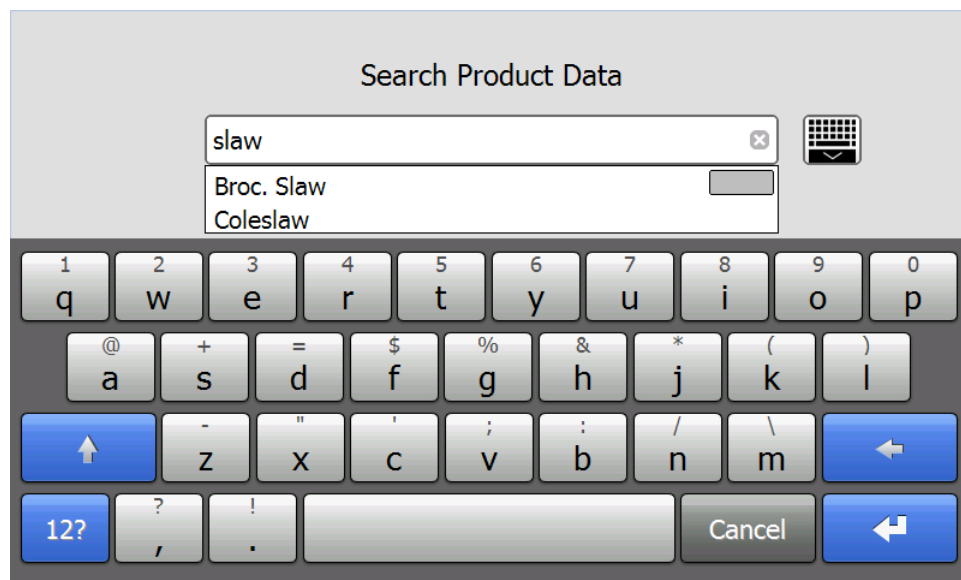 Search Product Data
slaw
Broc. Slaw
Coleslaw
1 2 3 4 5 6 7 8 9 0
q w e r t y u i o p
@ + = $ % & * ( )
a s d f g h j k l
- " ' ; : / \
z x c v b n m
? !
12? , . Cancel